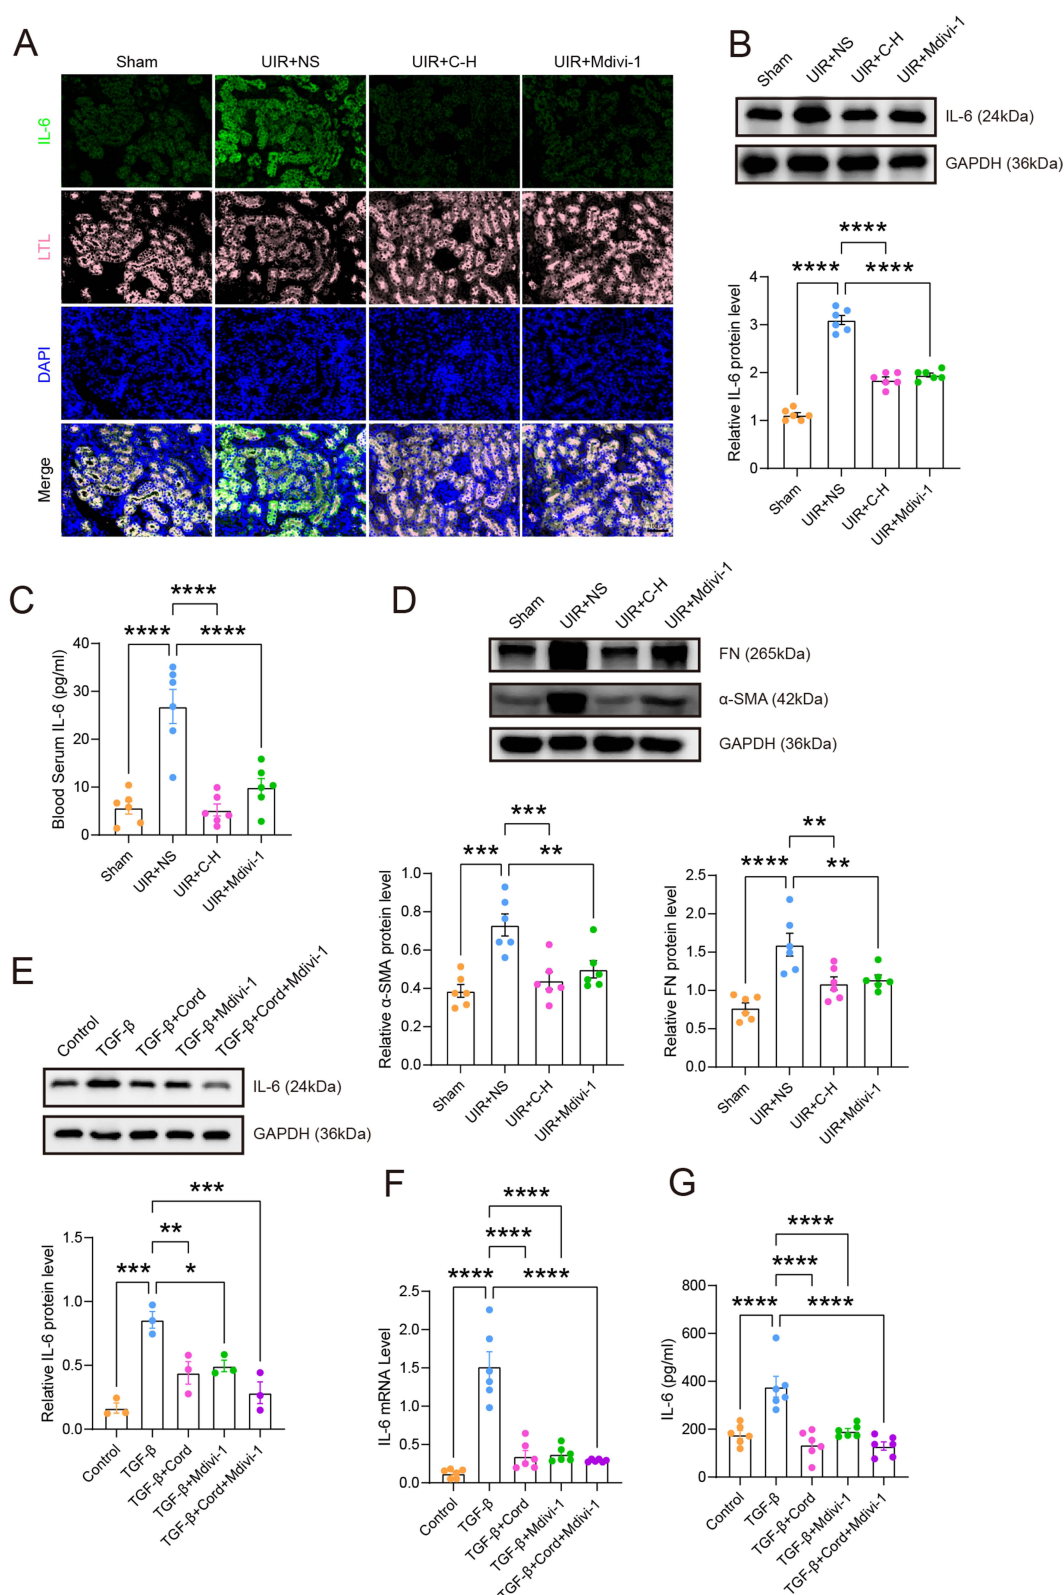 A
Sham
UIR+NS
UIR+C-H
UIR+Mdivi-1
IL-6
LTL
DAPI
Merge
B
Sham
UIR+NS
UIR+C-H
UIR+Mdivi-1
IL-6 (24kDa)
GAPDH (36kDa)
****
**** ****
Relative IL-6 protein level
4
3
2
1
0
Sham
UIR+NS
UIR+C-H
UIR+Mdivi-1
C
****
**** ****
Blood Serum IL-6 (pg/ml)
40
30
20
10
0
Sham
UIR+NS
UIR+C-H
UIR+Mdivi-1
D
Sham
UIR+NS
UIR+C-H
UIR+Mdivi-1
FN (265kDa)
α-SMA (42kDa)
GAPDH (36kDa)
***
*** **
Relative α-SMA protein level
1.0
0.8
0.6
0.4
0.2
0.0
Sham
UIR+NS
UIR+C-H
UIR+Mdivi-1
**
**** **
Relative FN protein level
2.5
2.0
1.5
1.0
0.5
0.0
Sham
UIR+NS
UIR+C-H
UIR+Mdivi-1
E
Control
TGF-β
TGF-β+Cord
TGF-β+Mdivi-1
TGF-β+Cord+Mdivi-1
IL-6 (24kDa)
GAPDH (36kDa)
***
**
*** *
Relative IL-6 protein level
1.5
1.0
0.5
0.0
Control
TGF-β
TGF-β+Cord
TGF-β+Mdivi-1
TGF-β+Cord+Mdivi-1
F
****
****
**** ****
IL-6 mRNA Level
2.5
2.0
1.5
1.0
0.5
0.0
Control
TGF-β
TGF-β+Cord
TGF-β+Mdivi-1
TGF-β+Cord+Mdivi-1
G
****
****
**** ****
IL-6 (pg/ml)
800
600
400
200
0
Control
TGF-β
TGF-β+Cord
TGF-β+Mdivi-1
TGF-β+Cord+Mdivi-1